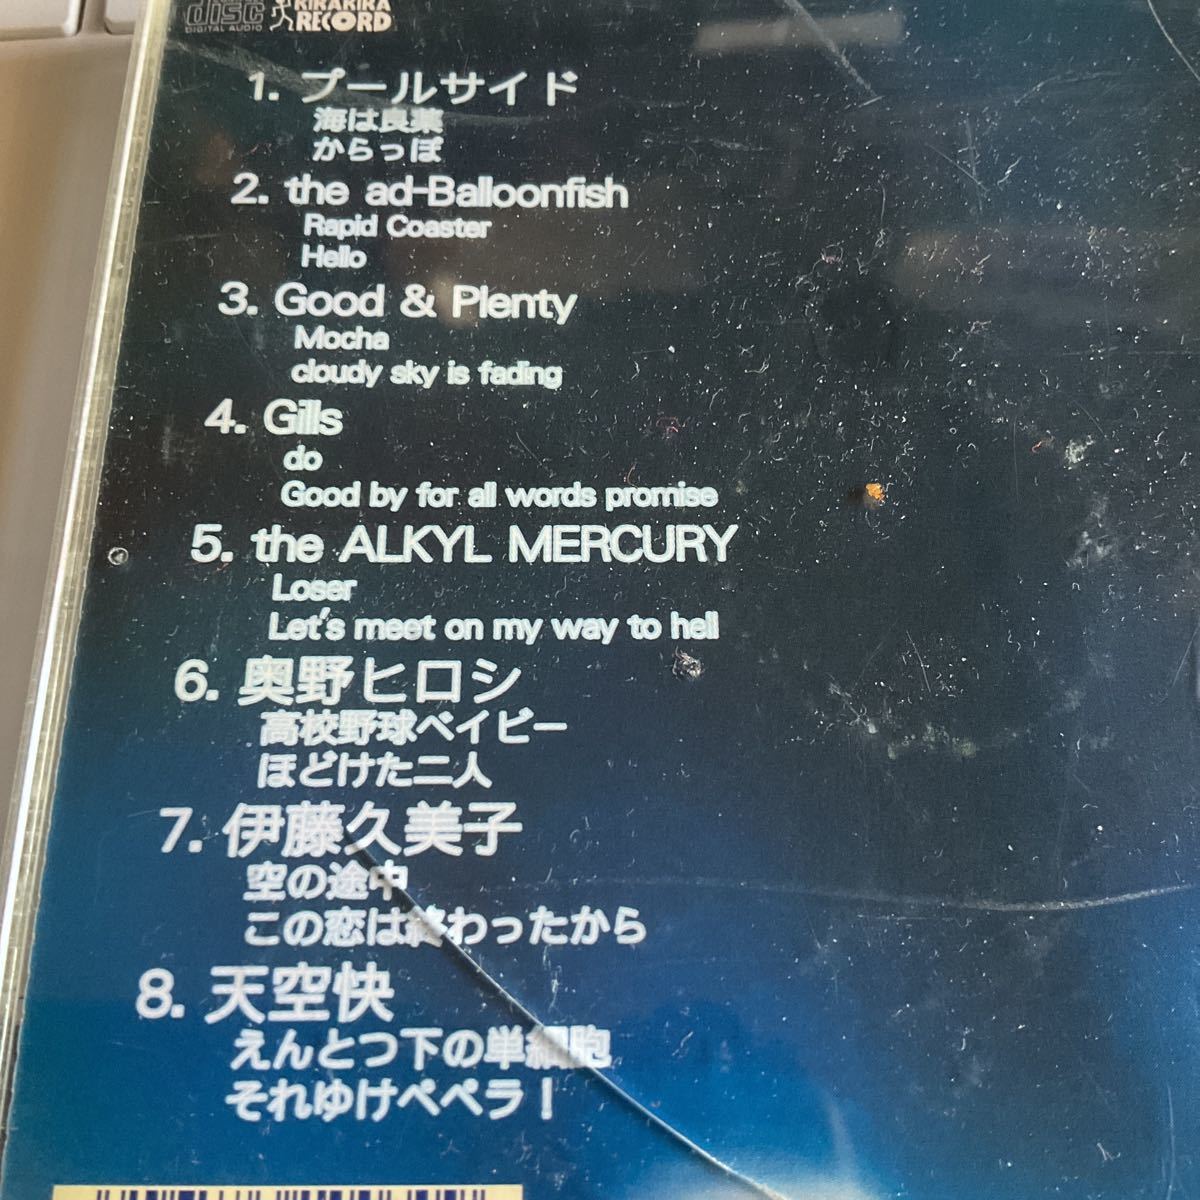 disc
DIGITAL AUDIO
KIRAKIRA
RECORD
1. プールサイド
海は良薬
からっぽ
2. the ad-Balloonfish
Rapid Coaster
Hello
3. Good & Plenty
Mocha
cloudy sky is fading
4. Gills
do
Good by for all words promise
5. the ALKYL MERCURY
Loser
Let's meet on my way to hell
6. 奥野ヒロシ
高校野球ベイビー
ほどけた二人
7. 伊藤久美子
空の途中
この恋は終わったから
8. 天空快
えんとつ下の単細胞
それゆけペペラ！